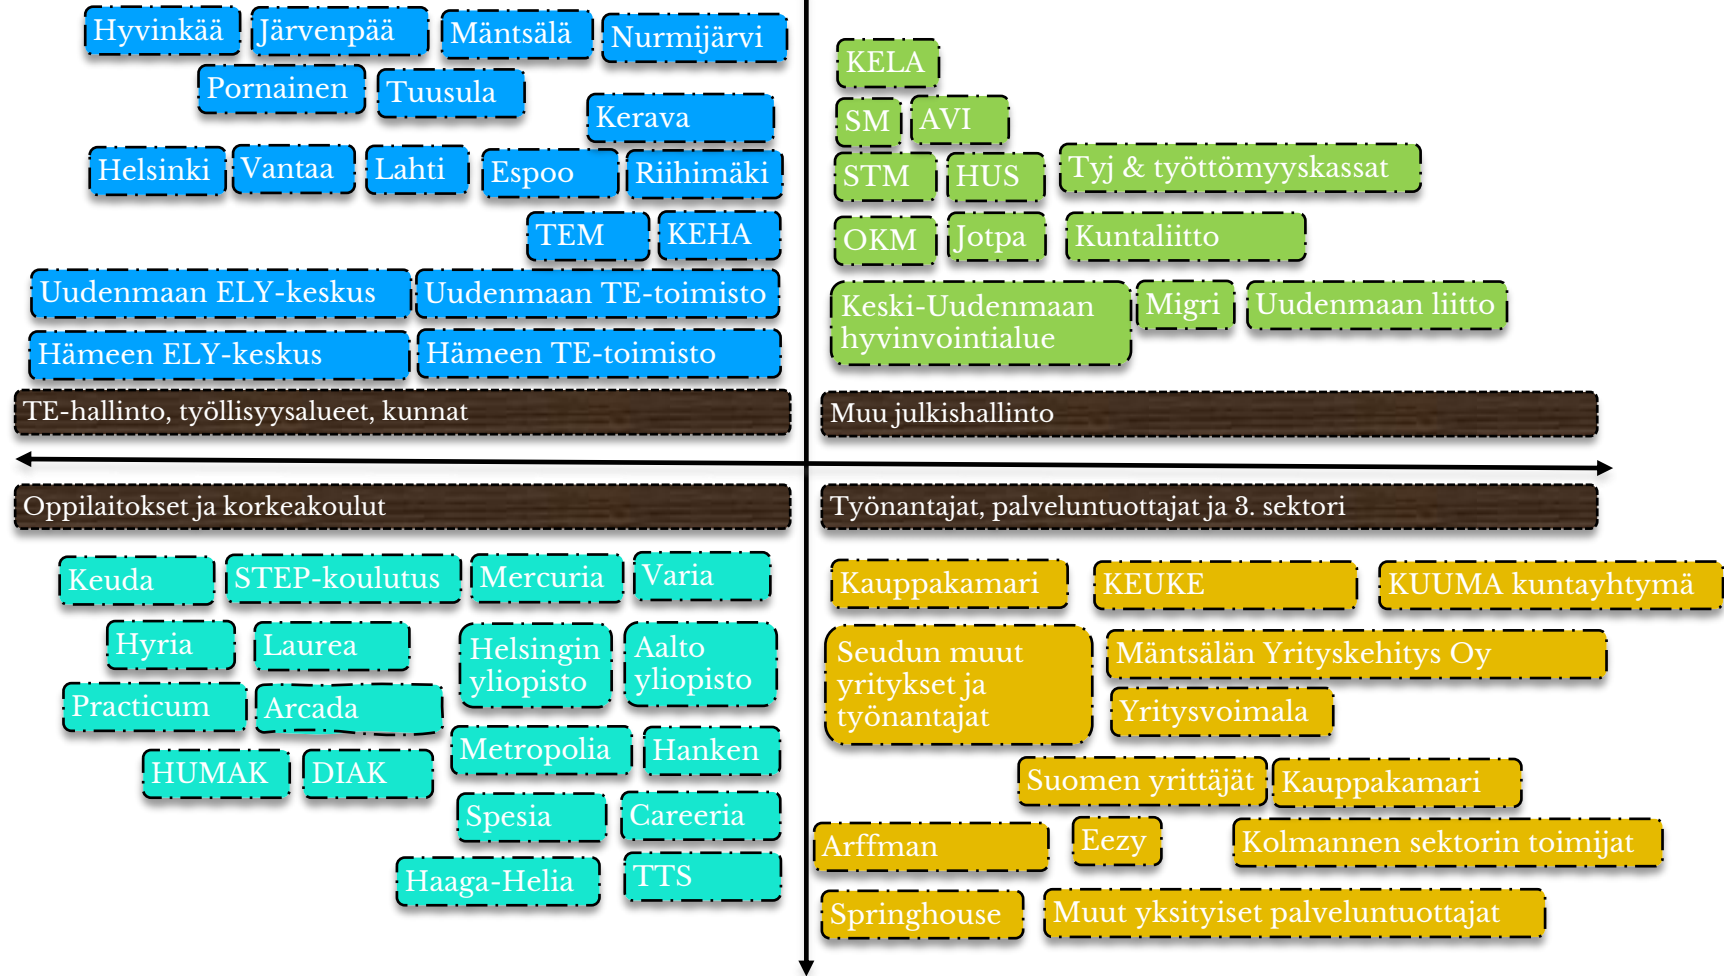 Hyvinkää
Järvenpää
Mäntsälä
Nurmijärvi
Pornainen
Tuusula
Kerava
Helsinki
Vantaa
Lahti
Espoo
Riihimäki
TEM
KEHA
Uudenmaan ELY-keskus
Uudenmaan TE-toimisto
Hämeen ELY-keskus
Hämeen TE-toimisto
TE-hallinto, työllisyysalueet, kunnat
KELA
SM
AVI
STM
HUS
Tyj & työttömyyskassat
OKM
Jotpa
Kuntaliitto
Keski-Uudenmaan
hyvinvointialue
Migri
Uudenmaan liitto
Muu julkishallinto
Oppilaitokset ja korkeakoulut
Keuda
STEP-koulutus
Mercuria
Varia
Hyria
Laurea
Helsingin
yliopisto
Aalto
yliopisto
Practicum
Arcada
Metropolia
Hanken
HUMAK
DIAK
Spesia
Careeria
Haaga-Helia
TTS
Työnantajat, palveluntuottajat ja 3. sektori
Kauppakamari
KEUKE
KUUMA kuntayhtymä
Seudun muut
yritykset ja
työnantajat
Mäntsälän Yrityskehitys Oy
Yritysvoimala
Suomen yrittäjät
Kauppakamari
Arffman
Eezy
Kolmannen sektorin toimijat
Springhouse
Muut yksityiset palveluntuottajat